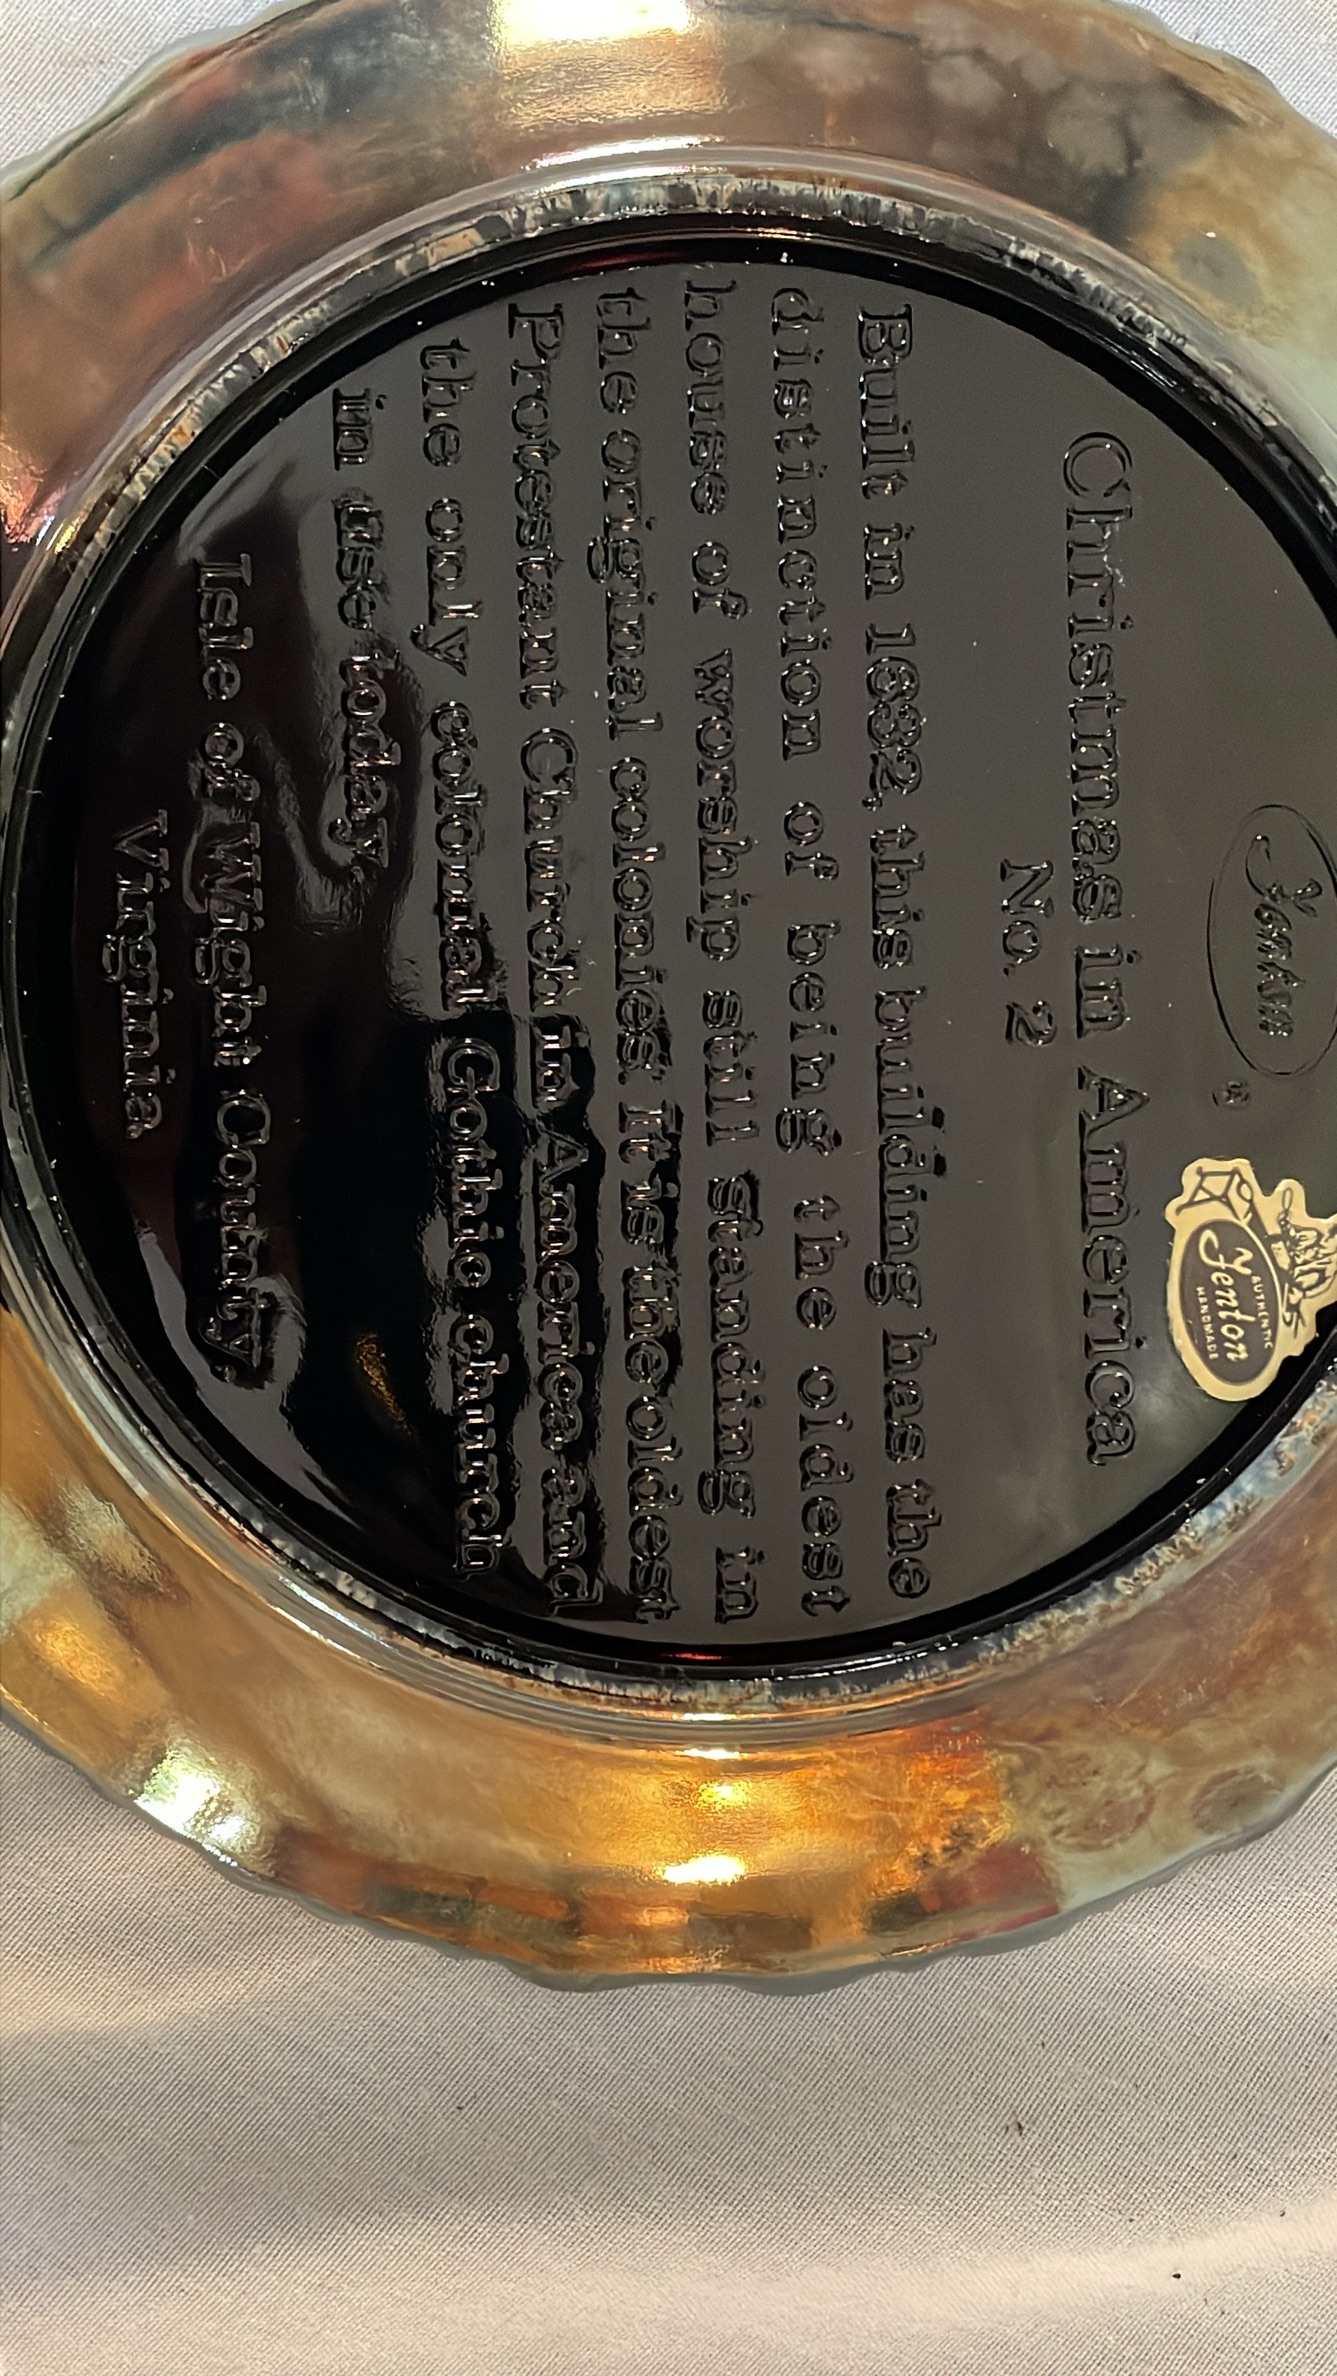 Fenton
®
Fenton
AUTHENTIC
HANDMADE
Christmas in America
No. 2
Built in 1632, this building has the
distinction of being the oldest
house of worship still standing in
the original colonies. It is the oldest
Protestant Church in America and
the only colonial Gothic church
in use today.
Isle of Wight County,
Virginia